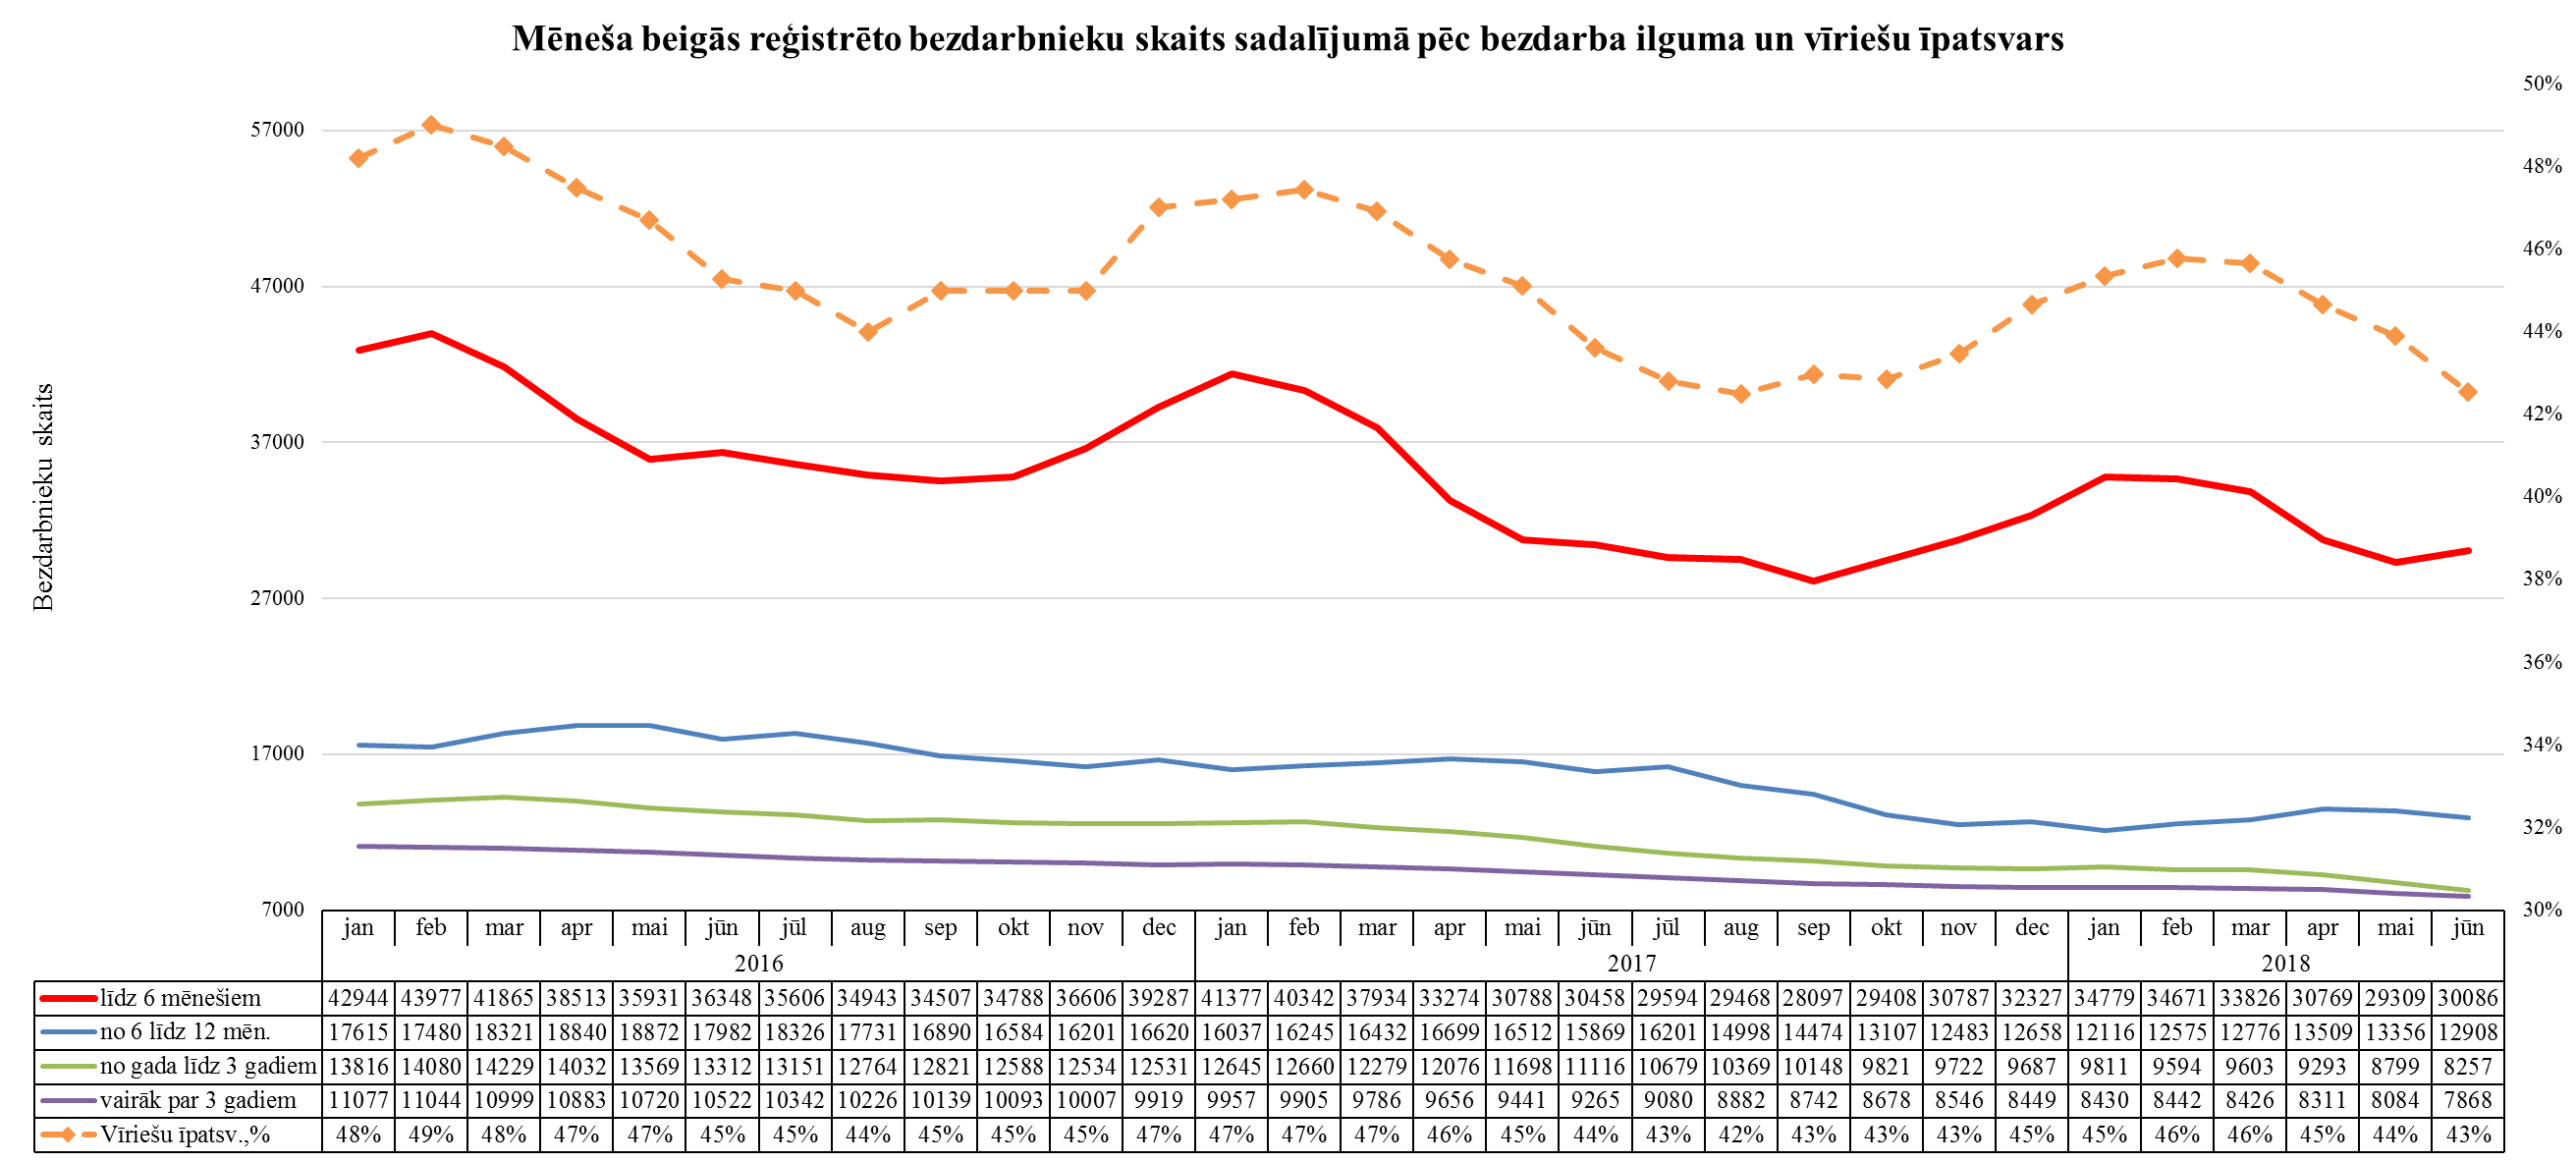 Mēneša beigās reģistrēto bezdarbnieku skaits sadalījumā pēc bezdarba ilguma un vīriešu īpatsvars
Bezdarbnieku skaits
57000
47000
37000
27000
17000
7000
50%
48%
46%
44%
42%
40%
38%
36%
34%
32%
30%
jan feb mar apr mai jūn jūl aug sep okt nov dec jan feb mar apr mai jūn jūl aug sep okt nov dec jan feb mar apr mai jūn
2016 2017 2018
līdz 6 mēnešiem 42944 43977 41865 38513 35931 36348 35606 34943 34507 34788 36606 39287 41377 40342 37934 33274 30788 30458 29594 29468 28097 29408 30787 32327 34779 34671 33826 30769 29309 30086
no 6 līdz 12 mēn. 17615 17480 18321 18840 18872 17982 18326 17731 16890 16584 16201 16620 16037 16245 16432 16699 16512 15869 16201 14998 14474 13107 12483 12658 12116 12575 12776 13509 13356 12908
no gada līdz 3 gadiem 13816 14080 14229 14032 13569 13312 13151 12764 12821 12588 12534 12531 12645 12660 12279 12076 11698 11116 10679 10369 10148 9821 9722 9687 9811 9594 9603 9293 8799 8257
vairāk par 3 gadiem 11077 11044 10999 10883 10720 10522 10342 10226 10139 10093 10007 9919 9957 9905 9786 9656 9441 9265 9080 8882 8742 8678 8546 8449 8430 8442 8426 8311 8084 7868
Vīriešu īpatsv.,% 48% 49% 48% 47% 47% 45% 45% 44% 45% 45% 45% 47% 47% 47% 47% 46% 45% 44% 43% 42% 43% 43% 43% 45% 45% 46% 46% 45% 44% 43%